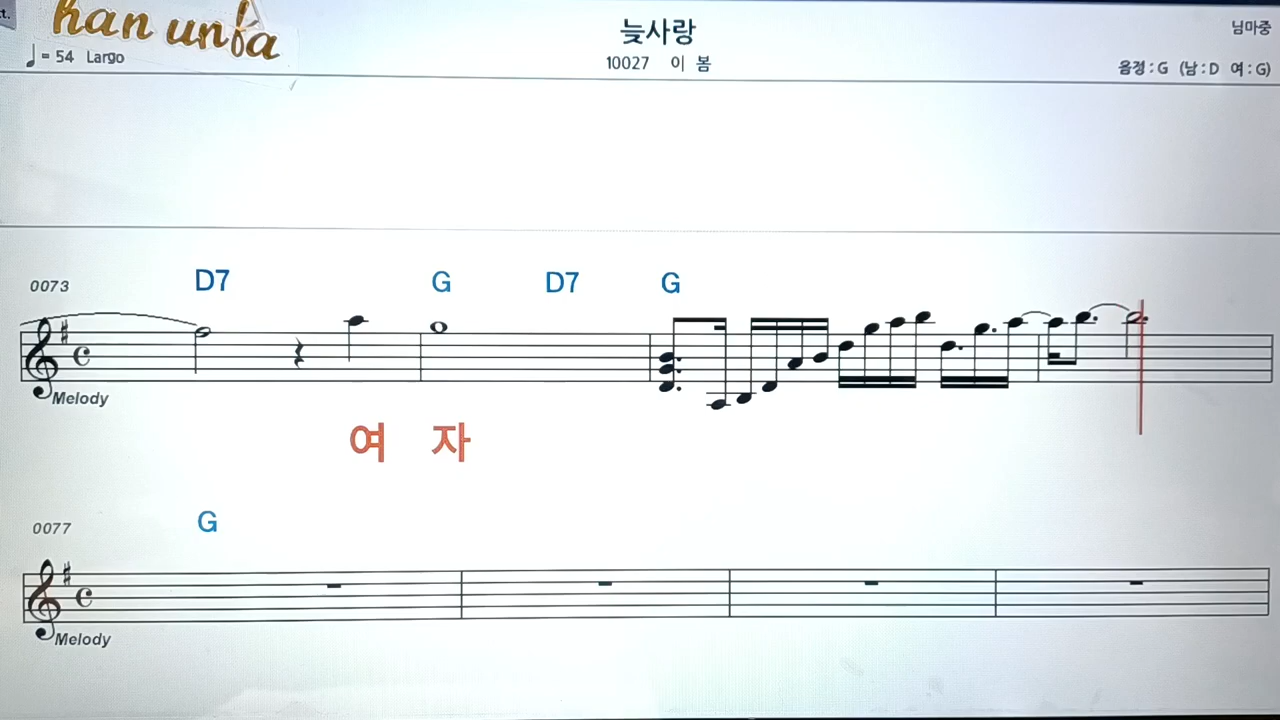 t.
han unfa
늦사랑
님마중
♩= 54 Largo
10027 이 봄
음정 : G (남 : D 여 : G)
0073 D7 G D7 G
Melody
여 자
0077 G
Melody